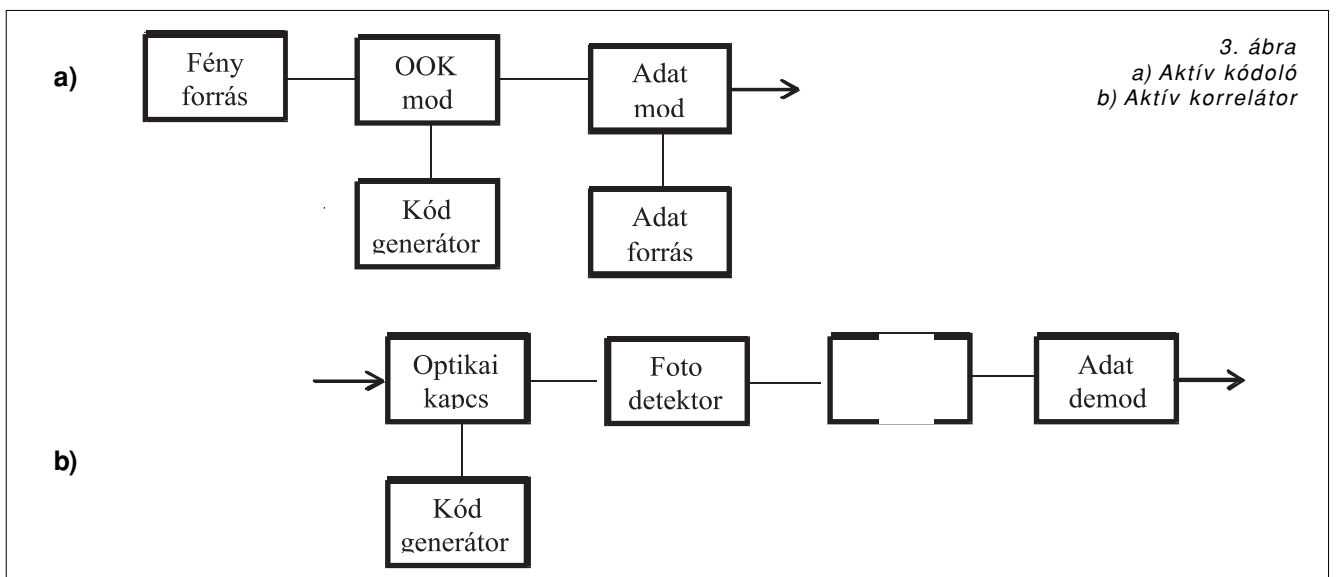 3. ábra
a) Aktív kódoló
b) Aktív korrelátor
a)
Fény
forrás
OOK
mod
Adat
mod
Kód
generátor
Adat
forrás
Optikai
kapcs
Foto
detektor
Adat
demod
b)
Kód
generátor